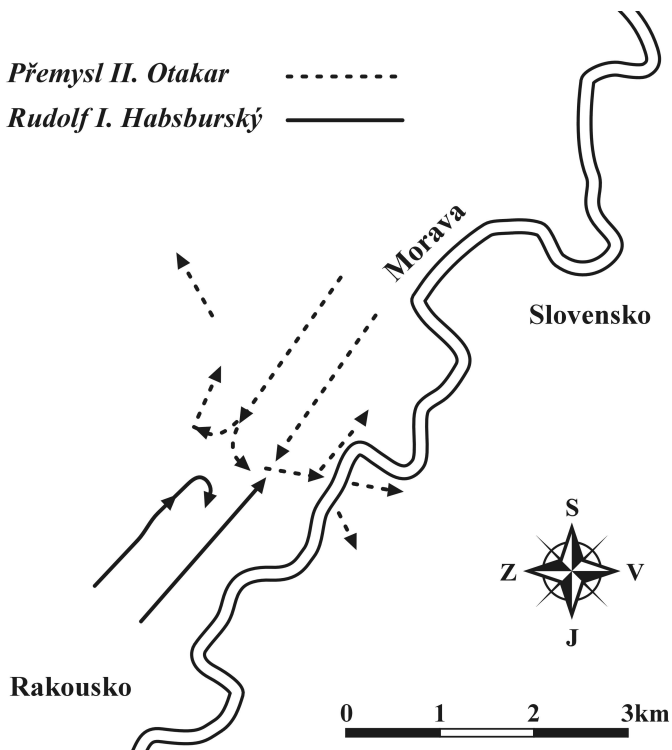 Přemysl II. Otakar
Rudolf I. Habsburský
Morava
Slovensko
S
Z
V
J
Rakousko
0 1 2 3km